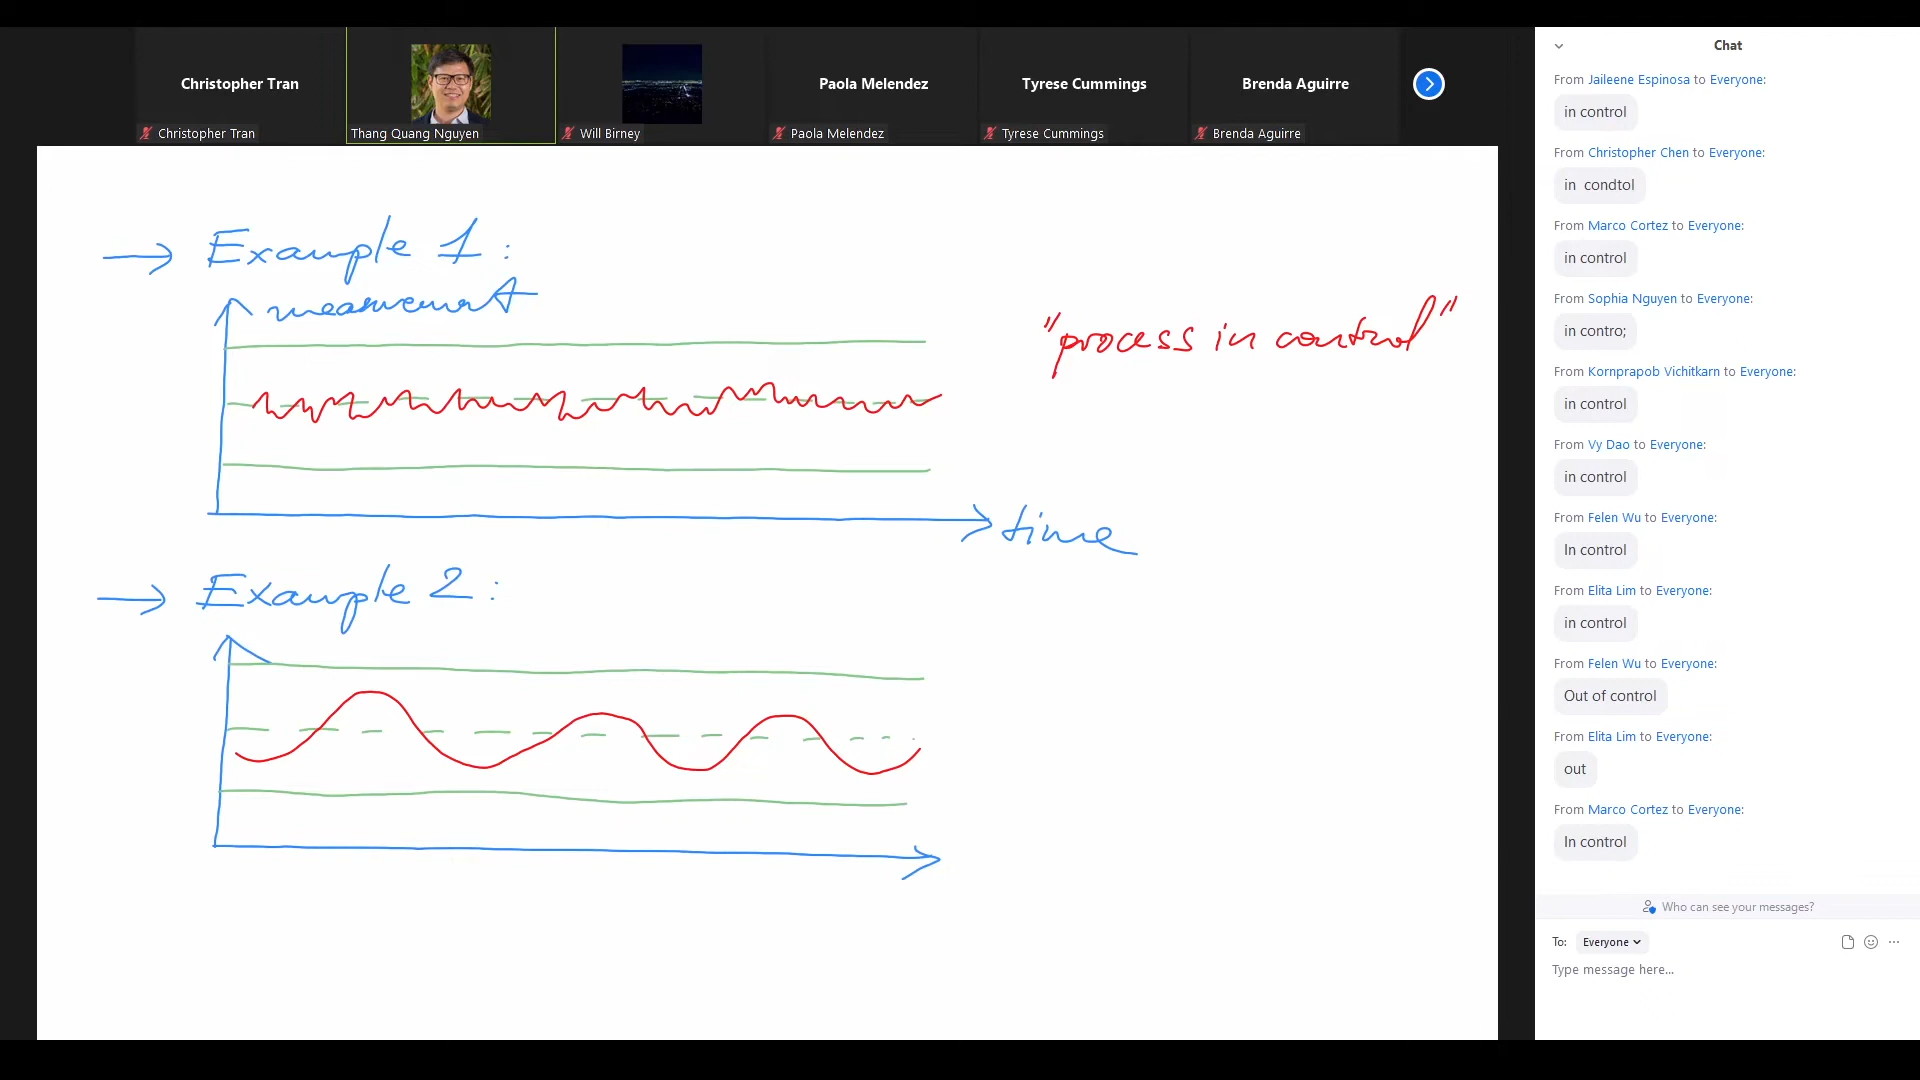 Christopher Tran
Paola Melendez
Tyrese Cummings
Brenda Aguirre
Christopher Tran
Thang Quang Nguyen
Will Birney
Paola Melendez
Tyrese Cummings
Brenda Aguirre
→ Example 1:
measurement
"process in control"
time
→ Example 2:
Chat
From Jaileene Espinosa to Everyone:
in control
From Christopher Chen to Everyone:
in condtol
From Marco Cortez to Everyone:
in control
From Sophia Nguyen to Everyone:
in contro;
From Kornprapob Vichitkarn to Everyone:
in control
From Vy Dao to Everyone:
in control
From Felen Wu to Everyone:
In control
From Elita Lim to Everyone:
in control
From Felen Wu to Everyone:
Out of control
From Elita Lim to Everyone:
out
From Marco Cortez to Everyone:
In control
Who can see your messages?
To: Everyone
Type message here...